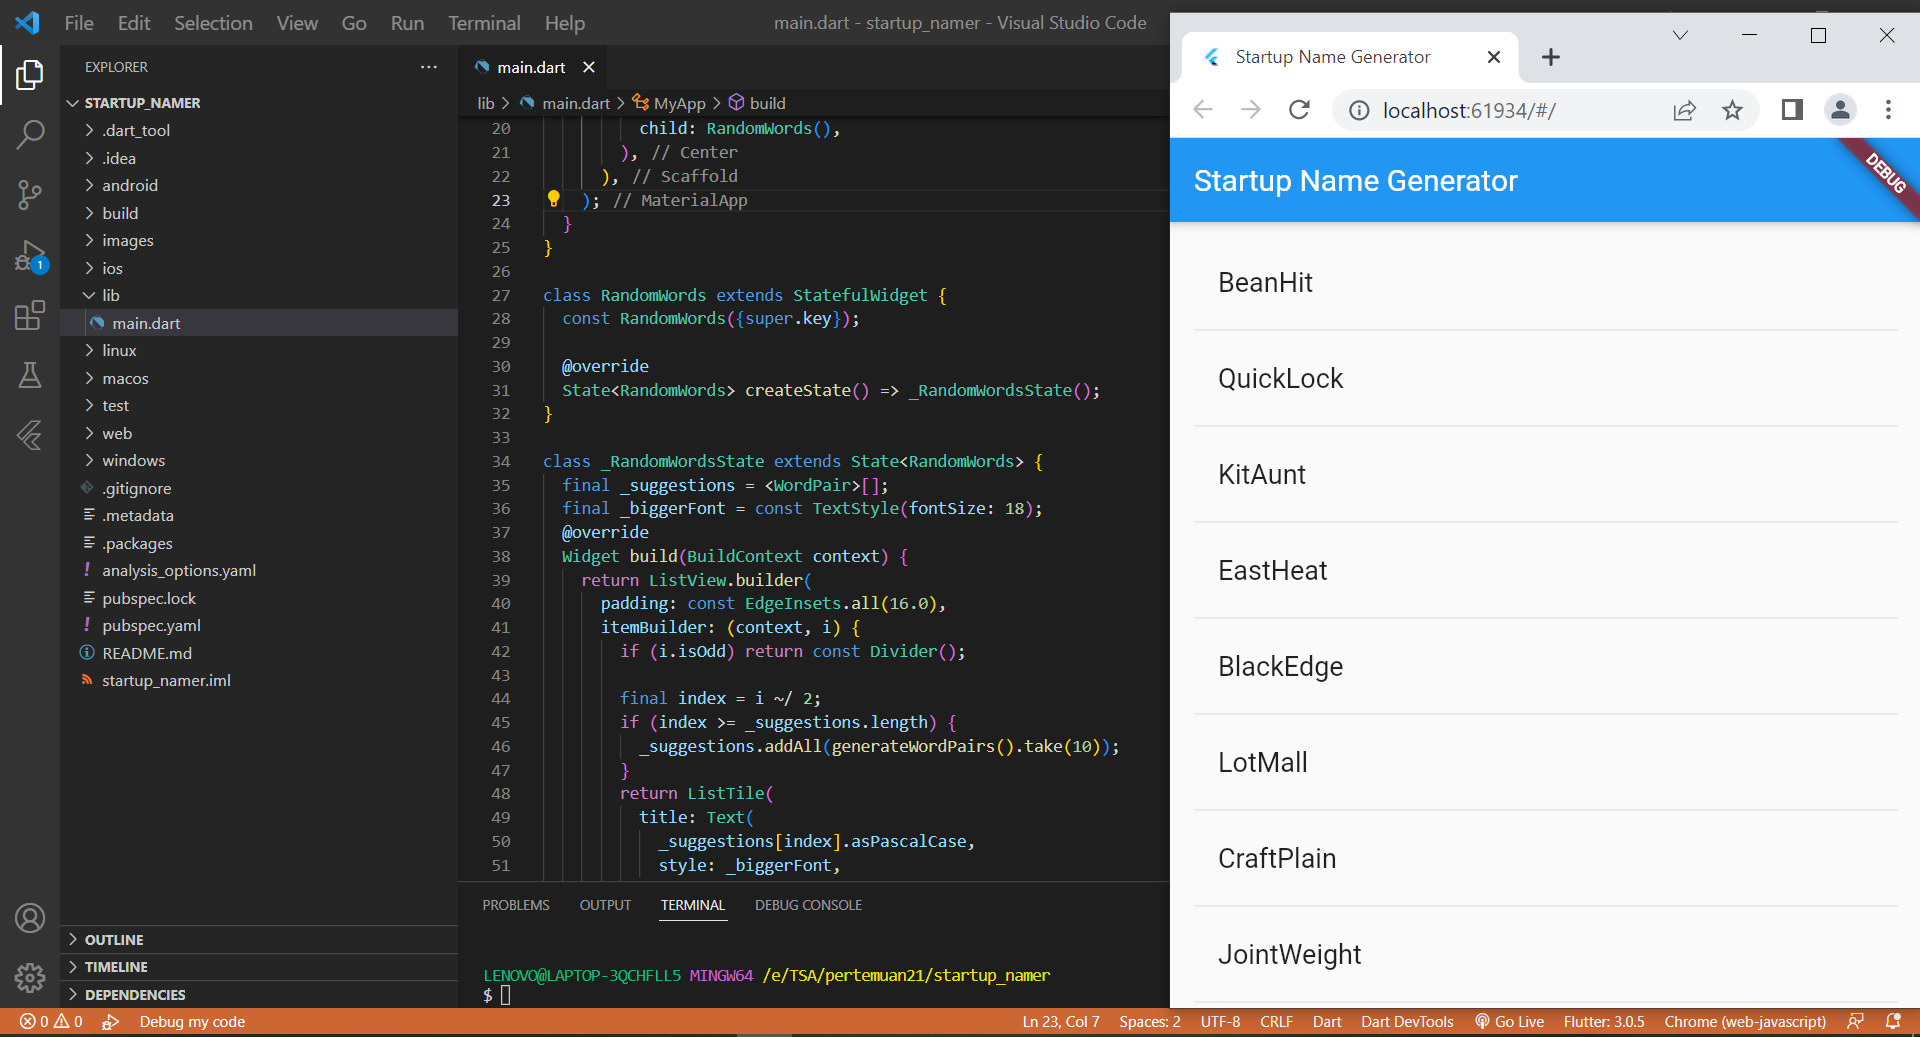 File Edit Selection View Go Run Terminal Help
main.dart - startup_namer - Visual Studio Code
EXPLORER
STARTUP_NAMER
.dart_tool
.idea
android
build
images
ios
lib
main.dart
linux
macos
test
web
windows
.gitignore
.metadata
.packages
analysis_options.yaml
pubspec.lock
pubspec.yaml
README.md
startup_namer.iml
OUTLINE
TIMELINE
DEPENDENCIES
1
main.dart
lib > main.dart > MyApp > build
20 child: RandomWords(),
21 ), // Center
22 ), // Scaffold
23 ); // MaterialApp
24 }
25 }
26
27 class RandomWords extends StatefulWidget {
28 const RandomWords({super.key});
29
30 @override
31 State<RandomWords> createState() => _RandomWordsState();
32 }
33
34 class _RandomWordsState extends State<RandomWords> {
35 final _suggestions = <WordPair>[];
36 final _biggerFont = const TextStyle(fontSize: 18);
37 @override
38 Widget build(BuildContext context) {
39 return ListView.builder(
40 padding: const EdgeInsets.all(16.0),
41 itemBuilder: (context, i) {
42 if (i.isOdd) return const Divider();
43
44 final index = i ~/ 2;
45 if (index >= _suggestions.length) {
46 _suggestions.addAll(generateWordPairs().take(10));
47 }
48 return ListTile(
49 title: Text(
50 _suggestions[index].asPascalCase,
51 style: _biggerFont,
PROBLEMS OUTPUT TERMINAL DEBUG CONSOLE
LENOVO@LAPTOP-3QCHFLL5 MINGW64 /e/TSA/pertemuan21/startup_namer
$
Startup Name Generator
localhost:61934/#/
Startup Name Generator
DEBUG
BeanHit
QuickLock
KitAunt
EastHeat
BlackEdge
LotMall
CraftPlain
JointWeight
0 0 Debug my code Ln 23, Col 7 Spaces: 2 UTF-8 CRLF Dart Dart DevTools Go Live Flutter: 3.0.5 Chrome (web-javascript)